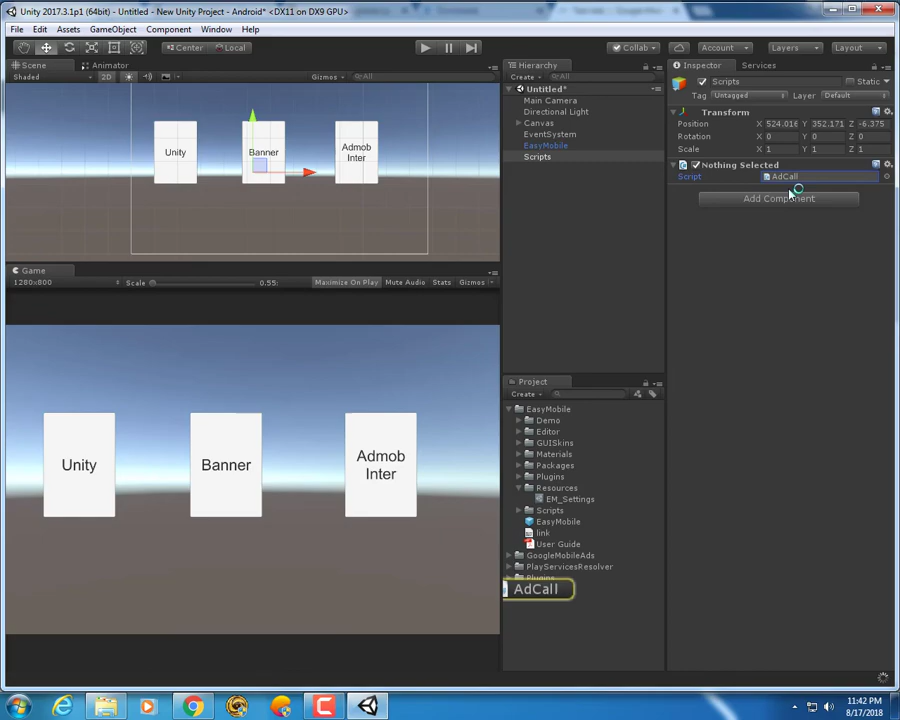 Unity 2017.3.1p1 (64bit) - Untitled - New Unity Project - Android* <DX11 on DX9 GPU>
File Edit Assets GameObject Component Window Help
Center Local Collab Account Layers Layout
Scene Animator
Shaded 2D Gizmos All
Unity
Banner
Admob
Inter
Game
1280x800 Scale 0.55: Maximize On Play Mute Audio Stats Gizmos
Unity
Banner
Admob
Inter
Hierarchy
Create All
Untitled*
Main Camera
Directional Light
Canvas
EventSystem
EasyMobile
Scripts
Project
Create
EasyMobile
Demo
Editor
GUISkins
Materials
Packages
Plugins
Resources
EM_Settings
Scripts
EasyMobile
link
User Guide
GoogleMobileAds
PlayServicesResolver
Plugins
AdCall
Inspector Services
Scripts Static
Tag Untagged Layer Default
Transform
Position X 524.016 Y 352.171 Z -6.375
Rotation X 0 Y 0 Z 0
Scale X 1 Y 1 Z 1
Nothing Selected
Script AdCall
Add Component
11:42 PM
8/17/2018